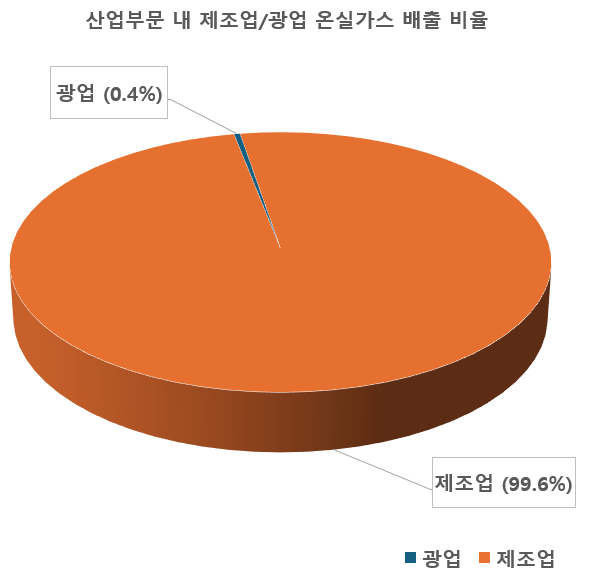 산업부문 내 제조업/광업 온실가스 배출 비율
광업 (0.4%)
제조업 (99.6%)
광업 제조업